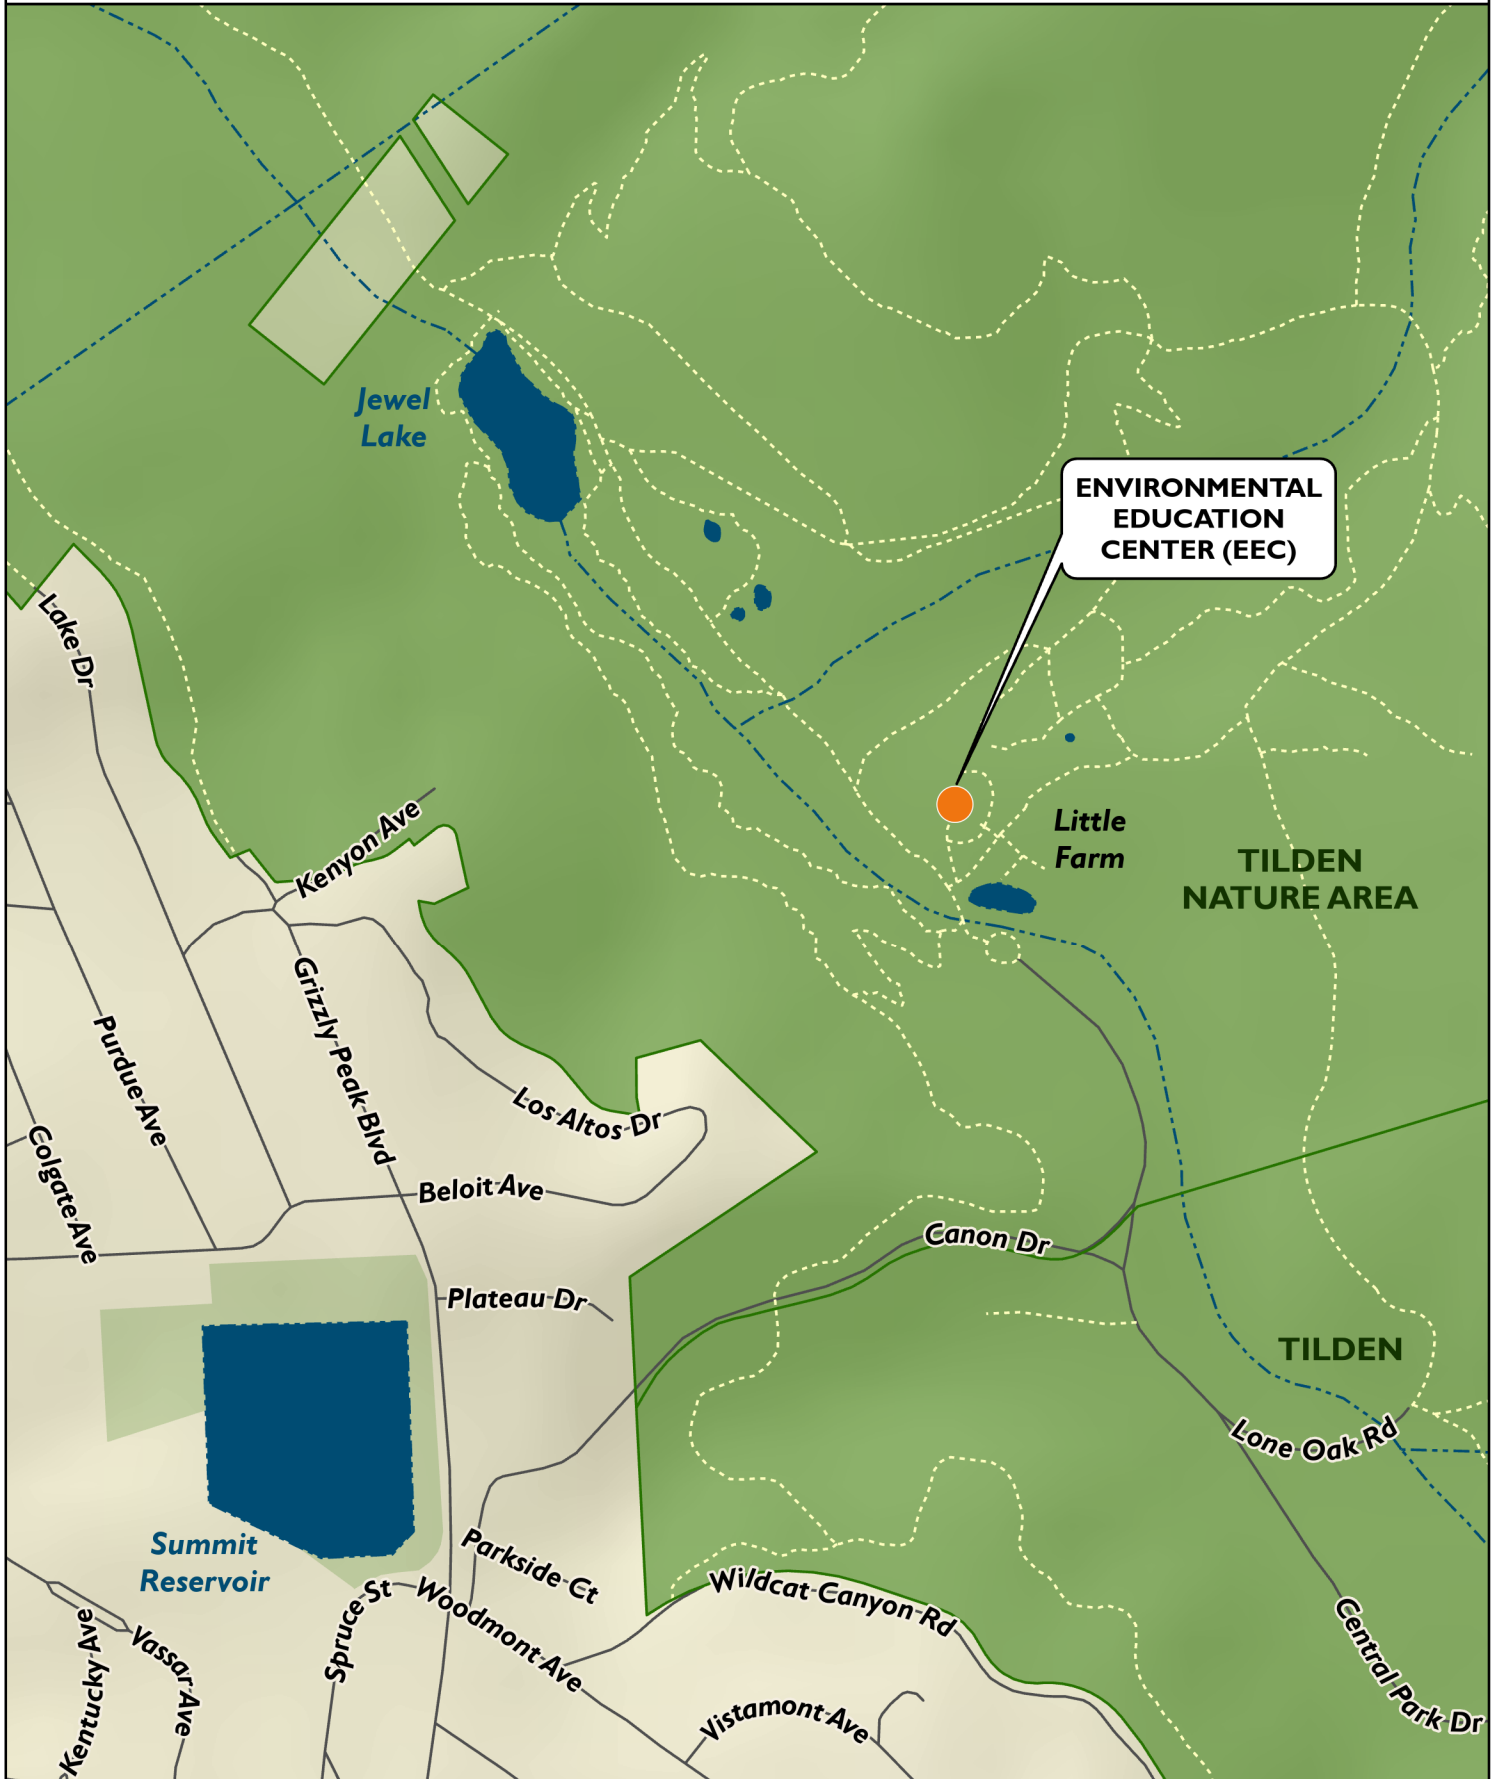 Jewel
Lake
ENVIRONMENTAL
EDUCATION
CENTER (EEC)
Lake Dr
Kenyon Ave
Little
Farm
TILDEN
NATURE AREA
Grizzly Peak Blvd
Purdue Ave
Los Altos Dr
Colgate Ave
Beloit Ave
Canon Dr
Plateau Dr
TILDEN
Lone Oak Rd
Summit
Reservoir
Parkside Ct
Spruce St
Woodmont Ave
Wildcat Canyon Rd
Kentucky Ave
Vassar Ave
Vistamont Ave
Central Park Dr